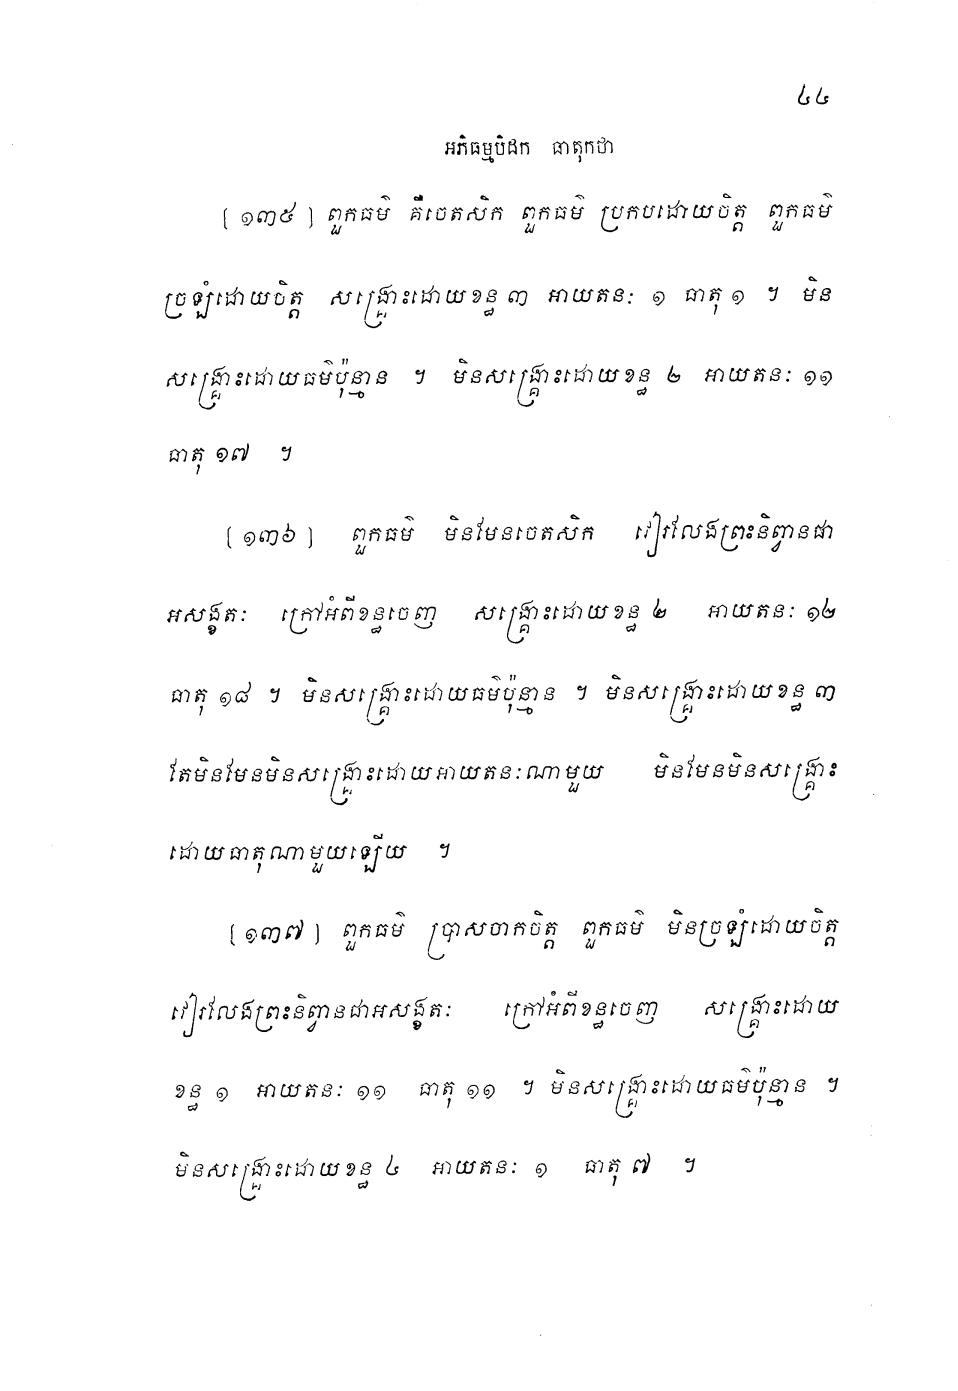 ៤៤
អភិធម្មបិដក ធាតុកថា
[ ១៣៥ ] ពួកធម៌ គឺចេតសិក ពួកធម៌ ប្រកបដោយចិត្ត ពួកធម៌
ច្រឡំដោយចិត្ត សង្គ្រោះដោយខន្ធ ៣ អាយតនៈ ១ ធាតុ ១ ។ មិន
សង្គ្រោះដោយធម៌ប៉ុន្មាន ។ មិនសង្គ្រោះដោយខន្ធ ២ អាយតនៈ ១១
ធាតុ ១៧ ។
[ ១៣៦ ] ពួកធម៌ មិនមែនចេតសិក វៀរលែងព្រះនិព្វានជា
អសង្ខតៈ ក្រៅអំពីខន្ធចេញ សង្គ្រោះដោយខន្ធ ២ អាយតនៈ ១២
ធាតុ ១៨ ។ មិនសង្គ្រោះដោយធម៌ប៉ុន្មាន ។ មិនសង្គ្រោះដោយខន្ធ ៣
តែមិនមែនមិនសង្គ្រោះដោយអាយតនៈណាមួយ មិនមែនមិនសង្គ្រោះ
ដោយធាតុណាមួយឡើយ ។
[ ១៣៧ ] ពួកធម៌ ប្រាសចាកចិត្ត ពួកធម៌ មិនច្រឡំដោយចិត្ត
វៀរលែងព្រះនិព្វានជាអសង្ខតៈ ក្រៅអំពីខន្ធចេញ សង្គ្រោះដោយ
ខន្ធ ១ អាយតនៈ ១១ ធាតុ ១១ ។ មិនសង្គ្រោះដោយធម៌ប៉ុន្មាន ។
មិនសង្គ្រោះដោយខន្ធ ៤ អាយតនៈ ១ ធាតុ ៧ ។